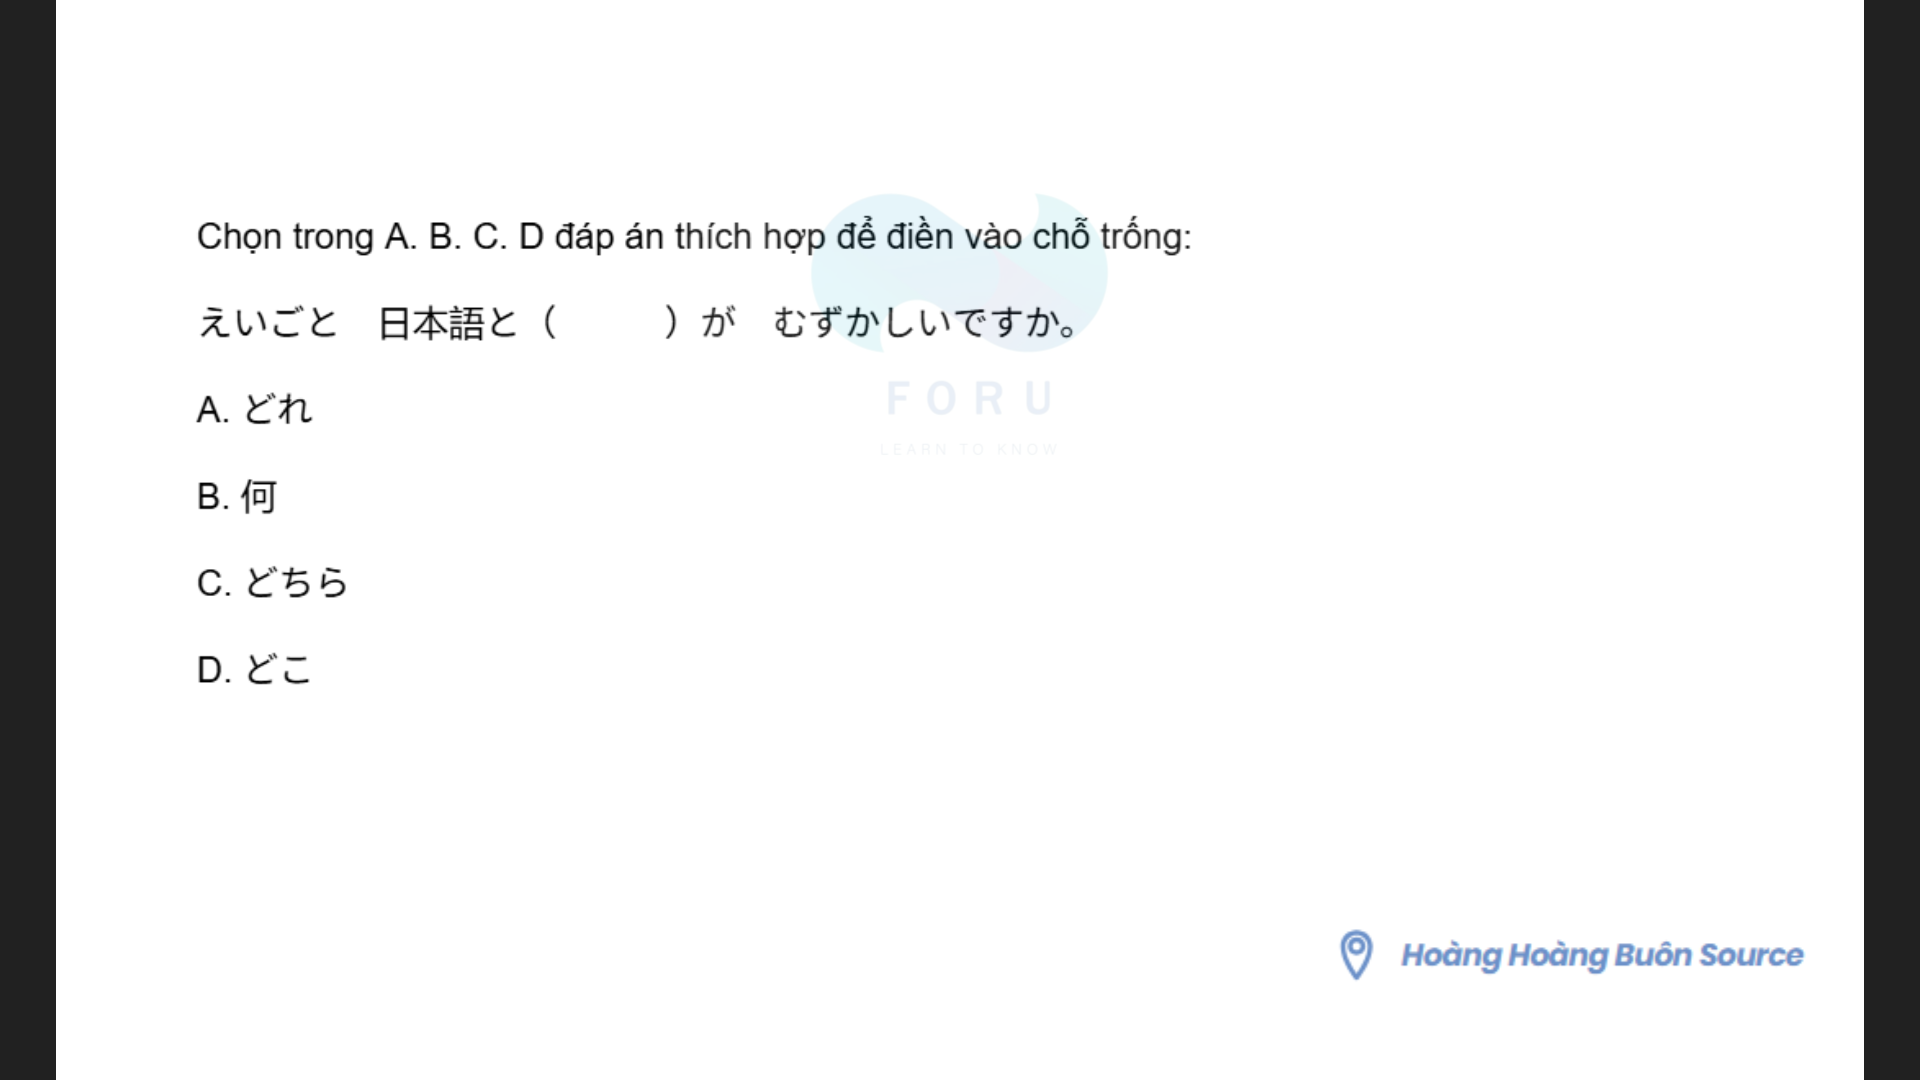 Chọn trong A. B. C. D đáp án thích hợp để điền vào chỗ trống:
えいごと　日本語と（　　　）が　むずかしいですか。
A. どれ
B. 何
C. どちら
D. どこ
FORU
LEARN TO KNOW
Hoàng Hoàng Buôn Source